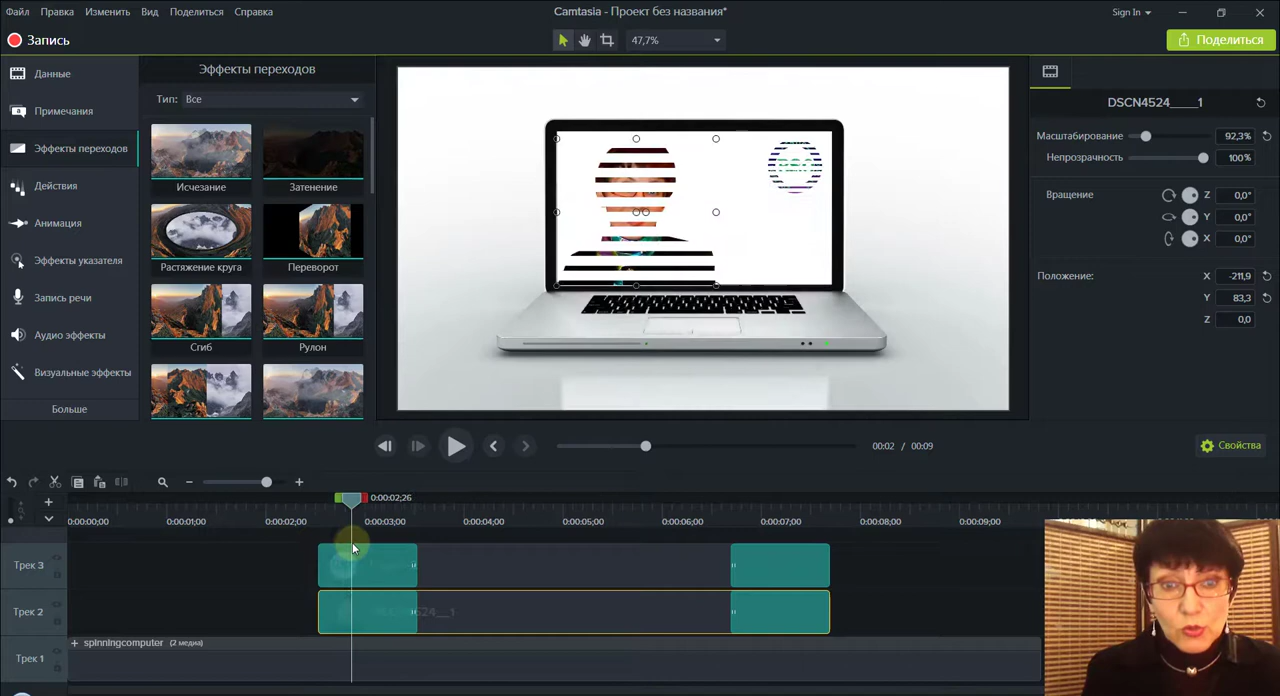 Файл Правка Изменить Вид Поделиться Справка
Camtasia - Проект без названия*
Sign In
Запись
47,7%
Поделиться
Данные
Примечания
Эффекты переходов
Действия
Анимация
Эффекты указателя
Запись речи
Аудио эффекты
Визуальные эффекты
Больше
Эффекты переходов
Тип: Все
Исчезание Затенение
Растяжение круга Переворот
Сгиб Рулон
DSCN4524____1
Масштабирование 92,3%
Непрозрачность 100%
Вращение Z 0,0°
Y 0,0°
X 0,0°
Положение: X -211,9
Y 83,3
Z 0,0
00:02 / 00:09
Свойства
0:00:02;26
0:00:00;00 0:00:01;00 0:00:02;00 0:00:03;00 0:00:04;00 0:00:05;00 0:00:06;00 0:00:07;00 0:00:08;00 0:00:09;00
Трек 3
Трек 2
Трек 1
+ spinningcomputer (2 медиа)